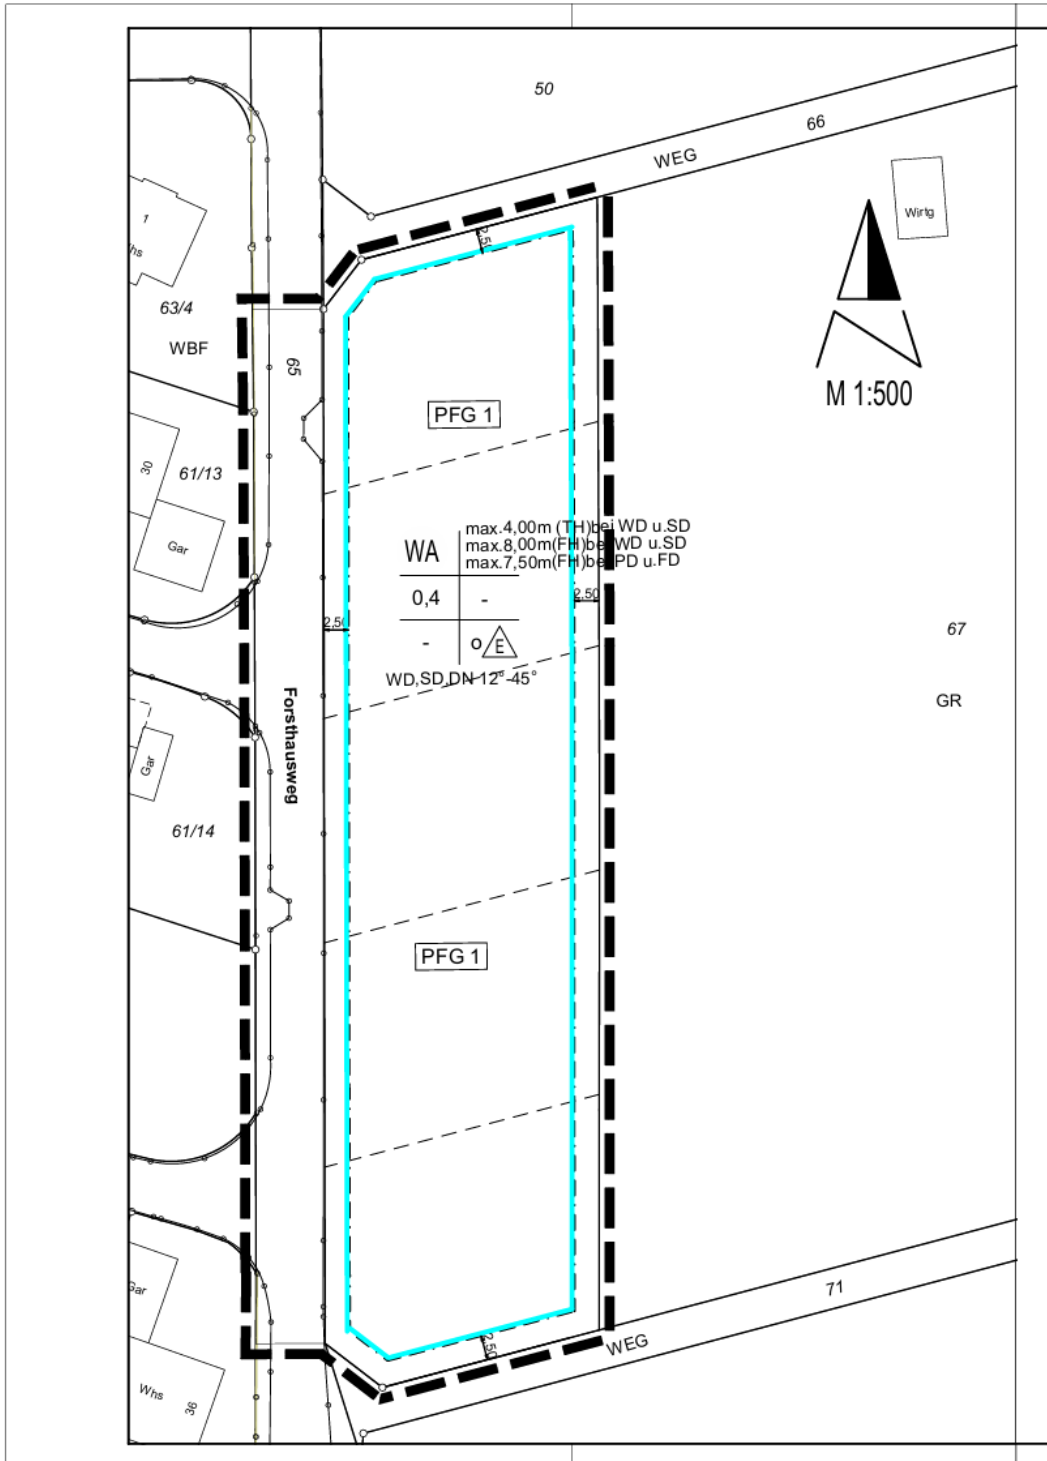 50
66
WEG
Wirtg
1
hs
63/4
WBF
65
M 1:500
2,50
PFG 1
30
61/13
Gar
max.4,00m (TH)bei WD u.SD
max.8,00m(FH)bei WD u.SD
max.7,50m(FH)bei PD u.FD
WA
0,4
-
2,50
2,50
67
-
o E
WD,SD,DN 12°-45°
GR
Forsthausweg
Gar
61/14
PFG 1
Gar
71
WEG
2,50
Whs
36